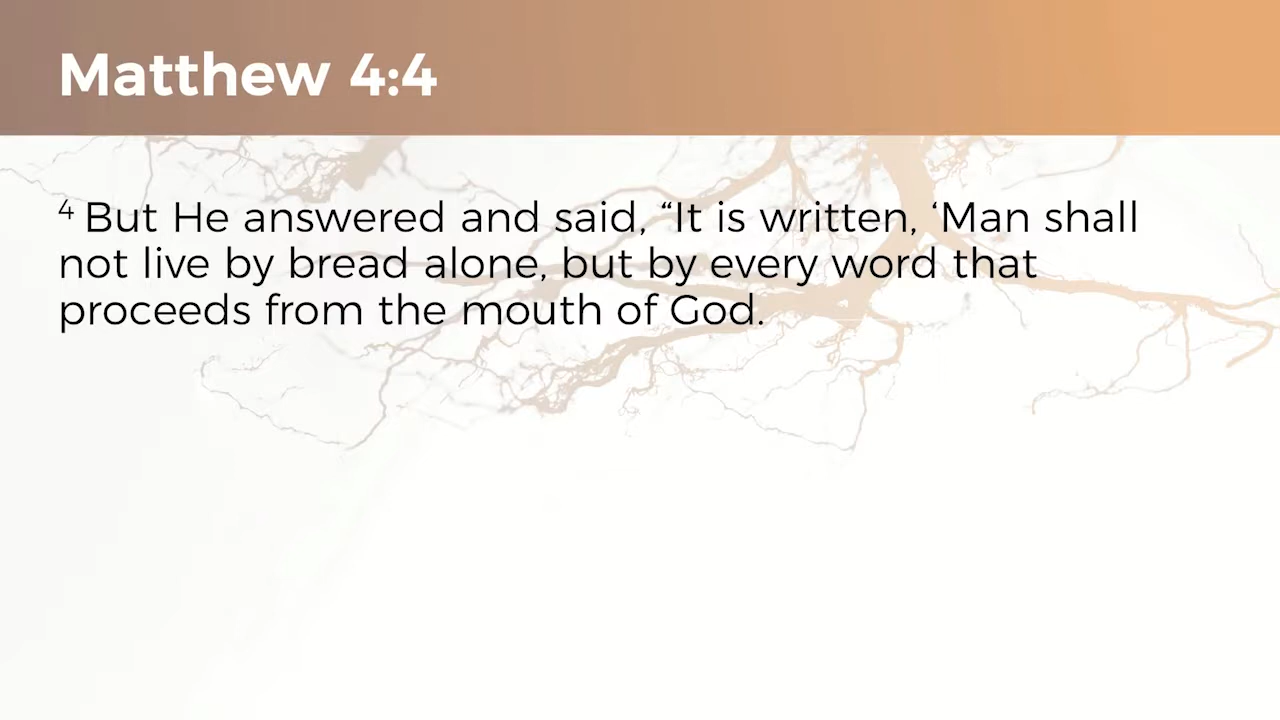 Matthew 4:4
4 But He answered and said, “It is written, ‘Man shall
not live by bread alone, but by every word that
proceeds from the mouth of God.